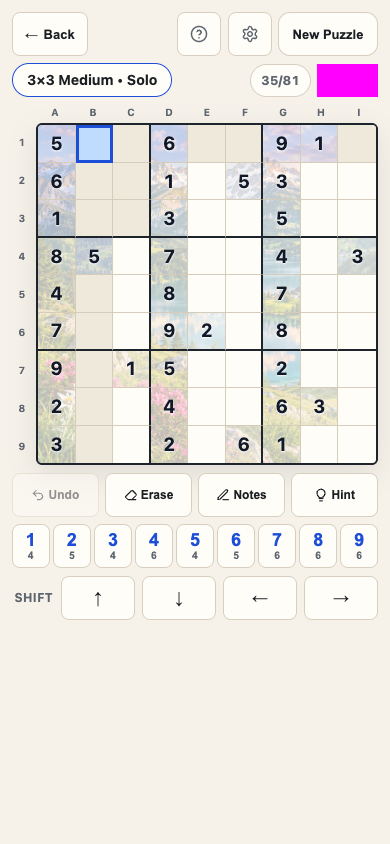 ← Back
New Puzzle
3×3 Medium • Solo
35/81
A B C D E F G H I
1 5 6 9 1
2 6 1 5 3
3 1 3 5
4 8 5 7 4 3
5 4 8 7
6 7 9 2 8
7 9 1 5 2
8 2 4 6 3
9 3 2 6 1
Undo Erase Notes Hint
1 2 3 4 5 6 7 8 9
4 5 4 6 4 5 6 6 6
SHIFT ↑ ↓ ← →